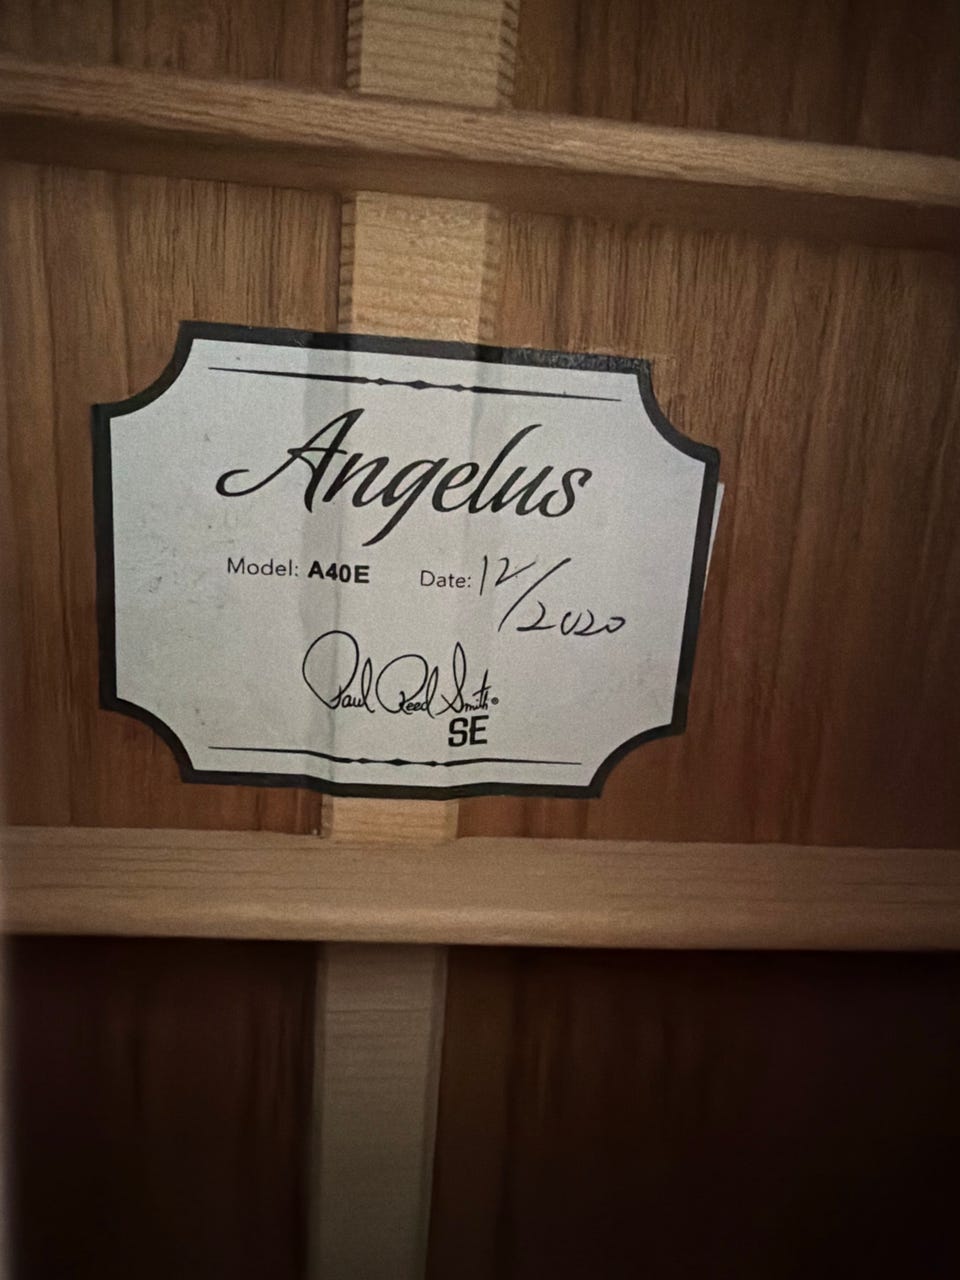 Angelus
Model: A40E Date: 12/2020
Paul Reed Smith®
SE